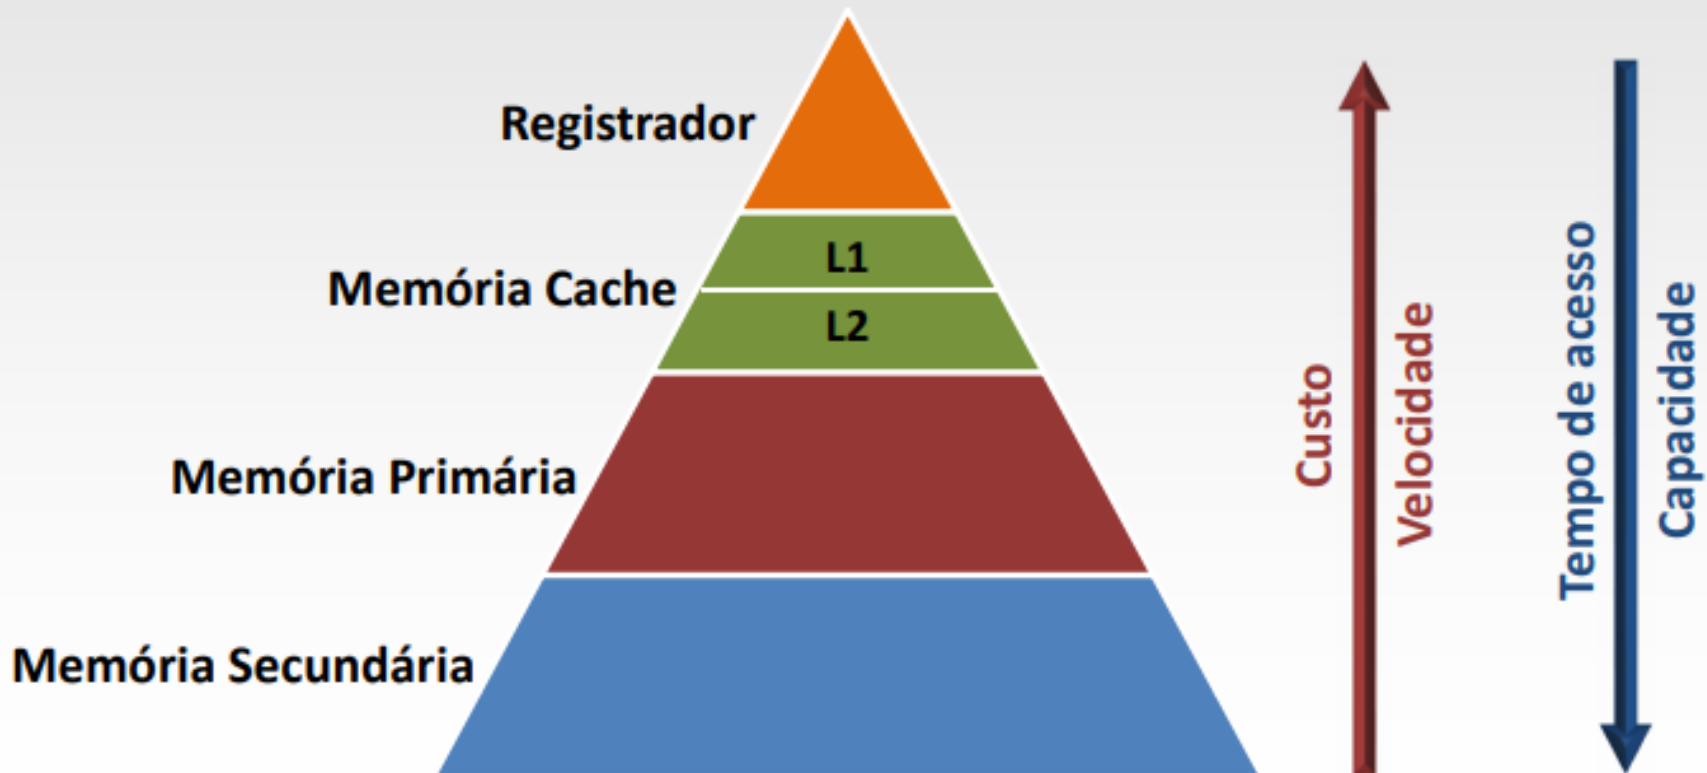 Registrador
L1
Memória Cache
L2
Memória Primária
Memória Secundária
Custo
Velocidade
Tempo de acesso
Capacidade